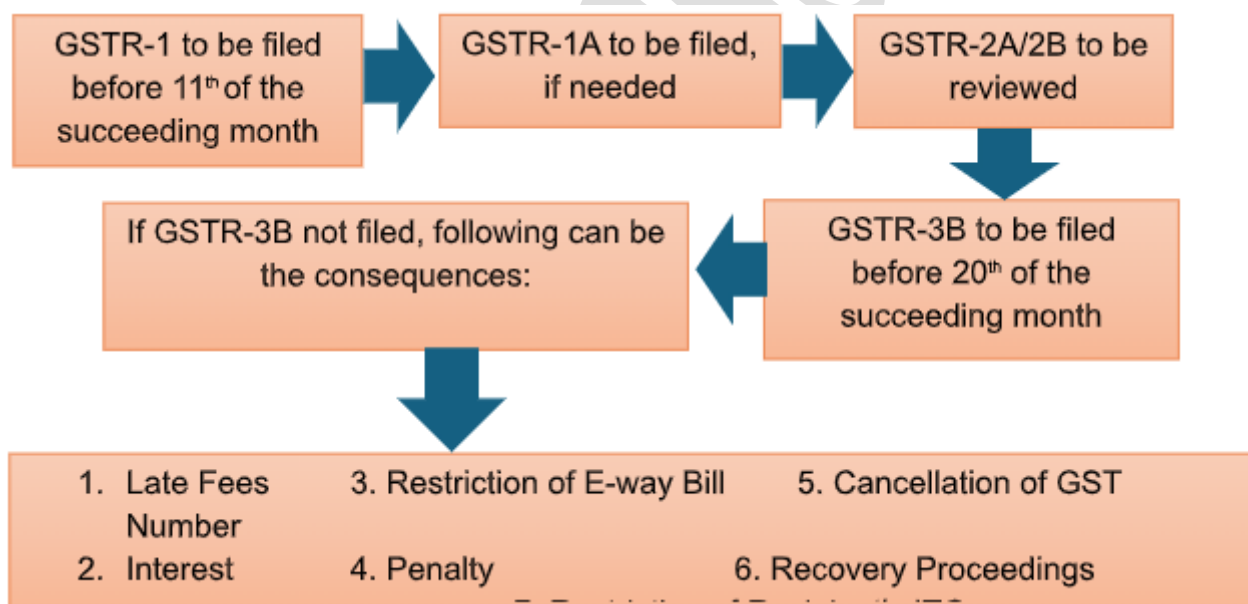 GSTR-1 to be filed
before 11th of the
succeeding month
GSTR-1A to be filed,
if needed
GSTR-2A/2B to be
reviewed
GSTR-3B to be filed
before 20th of the
succeeding month
If GSTR-3B not filed, following can be
the consequences:
1. Late Fees 3. Restriction of E-way Bill 5. Cancellation of GST
Number
2. Interest 4. Penalty 6. Recovery Proceedings